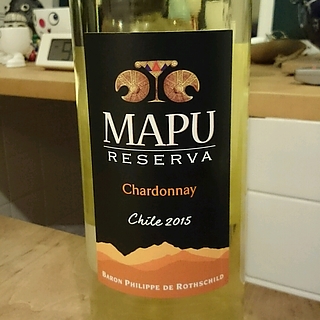 MAPU
RESERVA
Chardonnay
Chile 2015
BARON PHILIPPE DE ROTHSCHILD